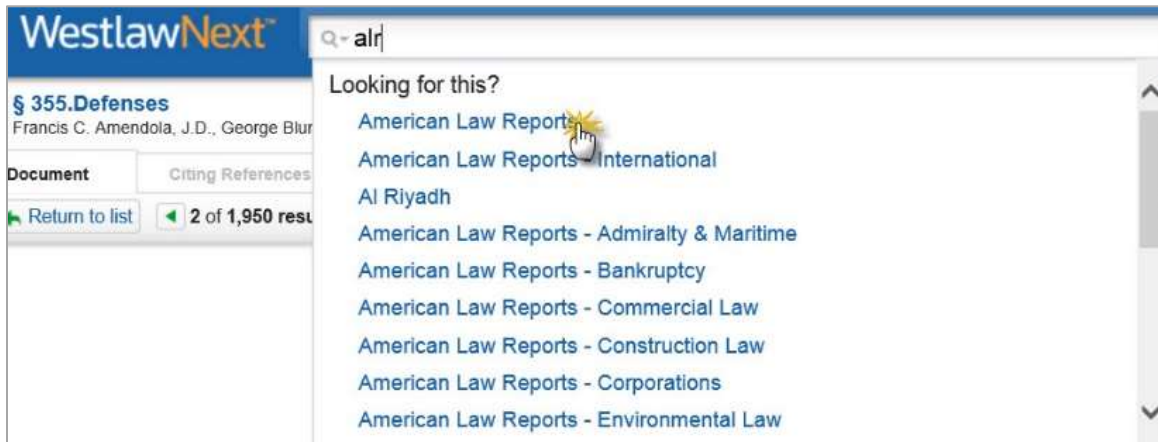 WestlawNext™
alr
Looking for this?
§ 355.Defenses
Francis C. Amendola, J.D., George Blur
Document Citing References
Return to list 2 of 1,950 resu
American Law Reports
American Law Reports - International
Al Riyadh
American Law Reports - Admiralty & Maritime
American Law Reports - Bankruptcy
American Law Reports - Commercial Law
American Law Reports - Construction Law
American Law Reports - Corporations
American Law Reports - Environmental Law